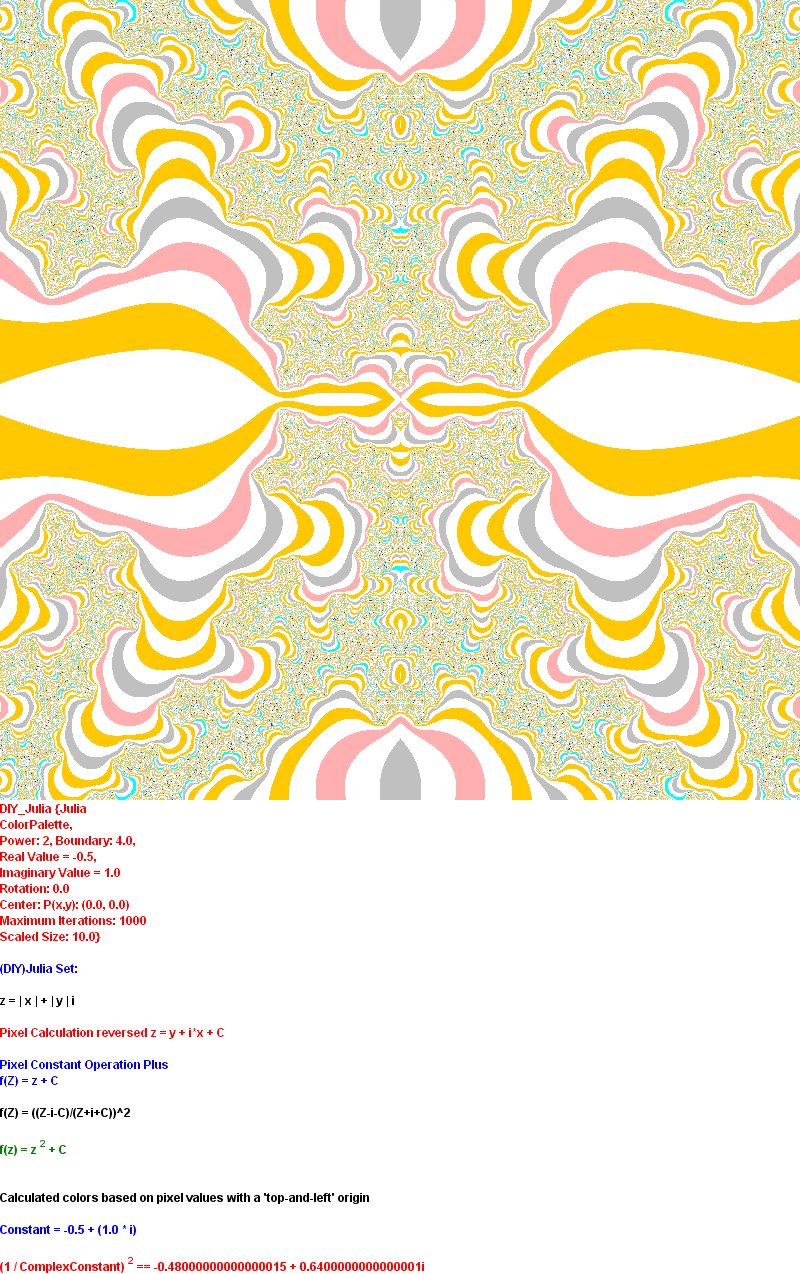 DIY_Julia {Julia
ColorPalette,
Power: 2, Boundary: 4.0,
Real Value = -0.5,
Imaginary Value = 1.0
Rotation: 0.0
Center: P(x,y): (0.0, 0.0)
Maximum Iterations: 1000
Scaled Size: 10.0}
(DIY)Julia Set:
z = | x | + | y | i
Pixel Calculation reversed z = y + i*x + C
Pixel Constant Operation Plus
f(Z) = z + C
f(Z) = ((Z-i-C)/(Z+i+C))^2
f(z) = z 2 + C
Calculated colors based on pixel values with a 'top-and-left' origin
Constant = -0.5 + (1.0 * i)
(1 / ComplexConstant) 2 == -0.48000000000000015 + 0.6400000000000001i